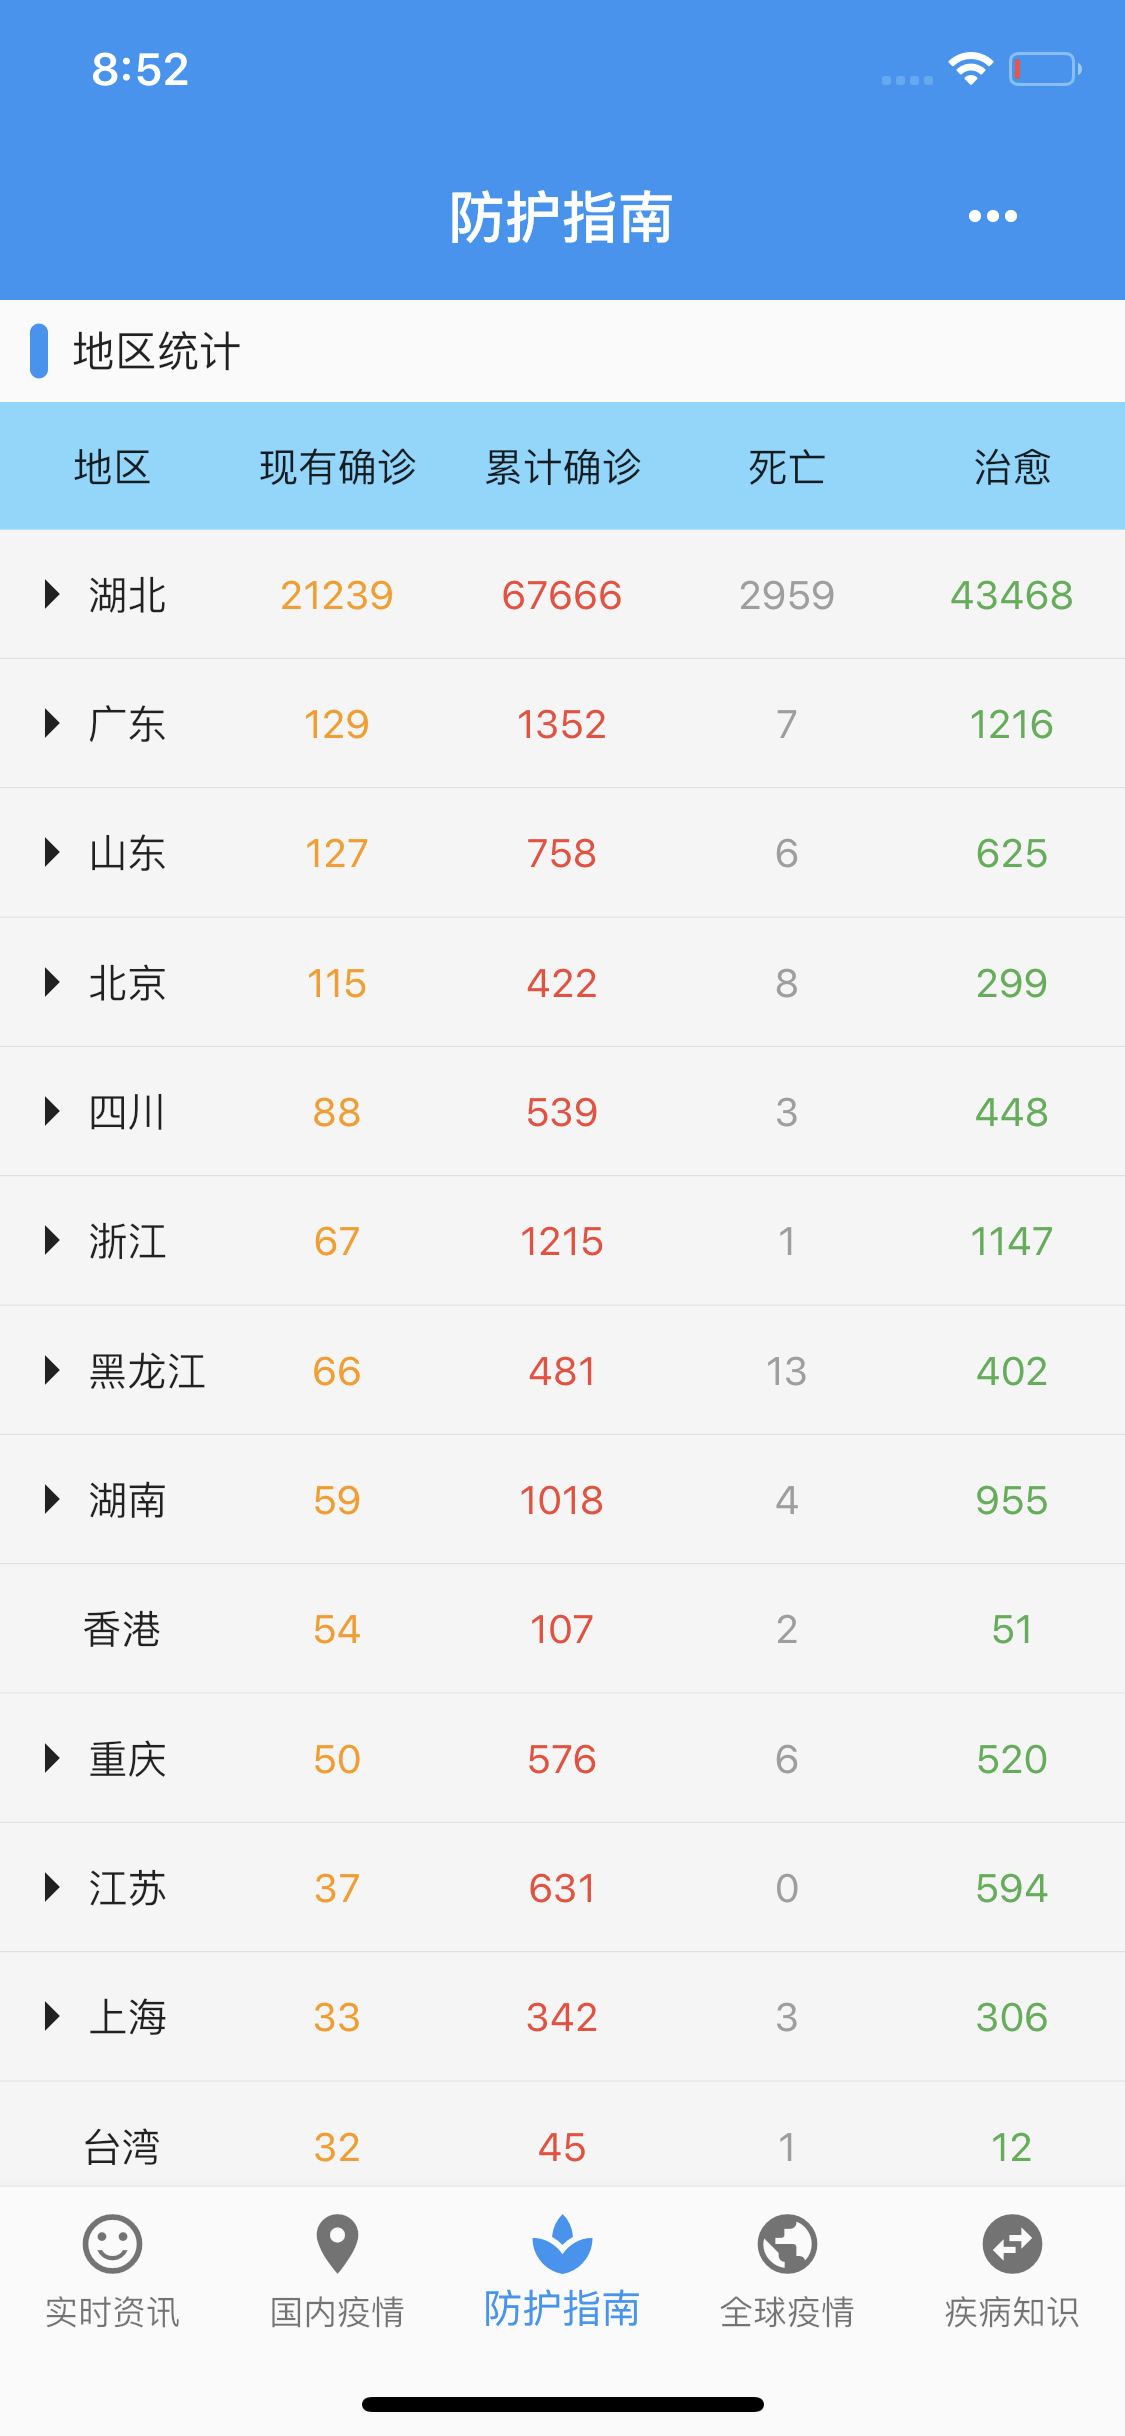 8:52
防护指南
地区统计
地区 现有确诊 累计确诊 死亡 治愈
湖北 21239 67666 2959 43468
广东 129 1352 7 1216
山东 127 758 6 625
北京 115 422 8 299
四川 88 539 3 448
浙江 67 1215 1 1147
黑龙江 66 481 13 402
湖南 59 1018 4 955
香港 54 107 2 51
重庆 50 576 6 520
江苏 37 631 0 594
上海 33 342 3 306
台湾 32 45 1 12
实时资讯 国内疫情 防护指南 全球疫情 疾病知识